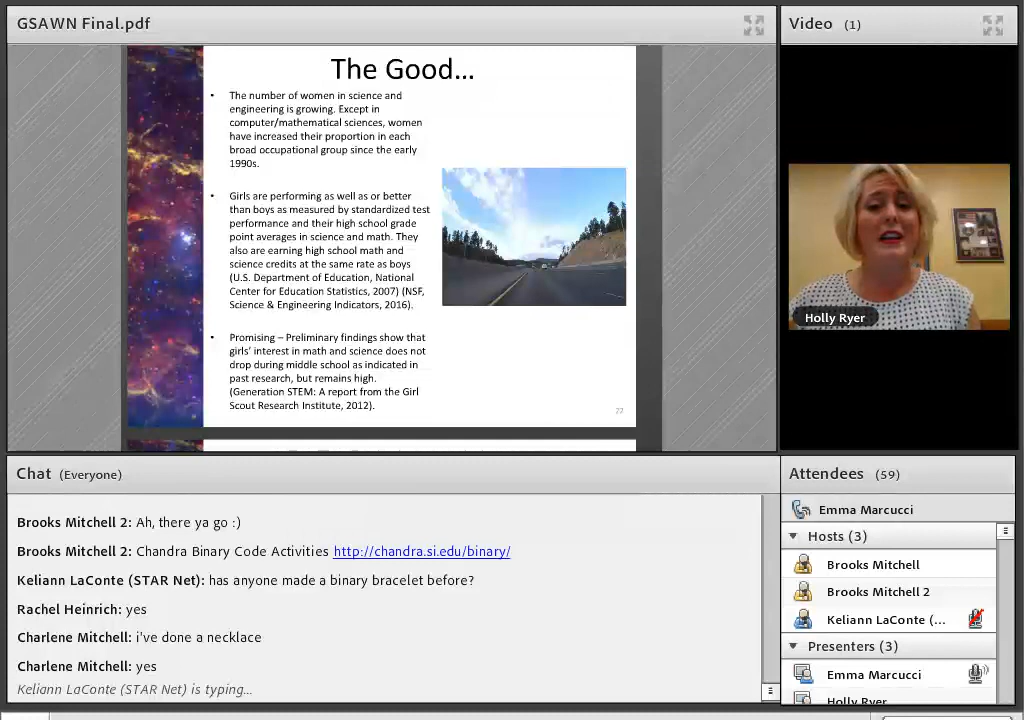 GSAWN Final.pdf
The Good...
• The number of women in science and
engineering is growing. Except in
computer/mathematical sciences, women
have increased their proportion in each
broad occupational group since the early
1990s.
• Girls are performing as well as or better
than boys as measured by standardized test
performance and their high school grade
point averages in science and math. They
also are earning high school math and
science credits at the same rate as boys
(U.S. Department of Education, National
Center for Education Statistics, 2007) (NSF,
Science & Engineering Indicators, 2016).
• Promising – Preliminary findings show that
girls' interest in math and science does not
drop during middle school as indicated in
past research, but remains high.
(Generation STEM: A report from the Girl
Scout Research Institute, 2012).
22
Video (1)
Holly Ryer
Chat (Everyone)
Brooks Mitchell 2: Ah, there ya go :)
Brooks Mitchell 2: Chandra Binary Code Activities http://chandra.si.edu/binary/
Keliann LaConte (STAR Net): has anyone made a binary bracelet before?
Rachel Heinrich: yes
Charlene Mitchell: i've done a necklace
Charlene Mitchell: yes
Keliann LaConte (STAR Net) is typing...
Attendees (59)
Emma Marcucci
Hosts (3)
Brooks Mitchell
Brooks Mitchell 2
Keliann LaConte (...
Presenters (3)
Emma Marcucci
Holly Ryer